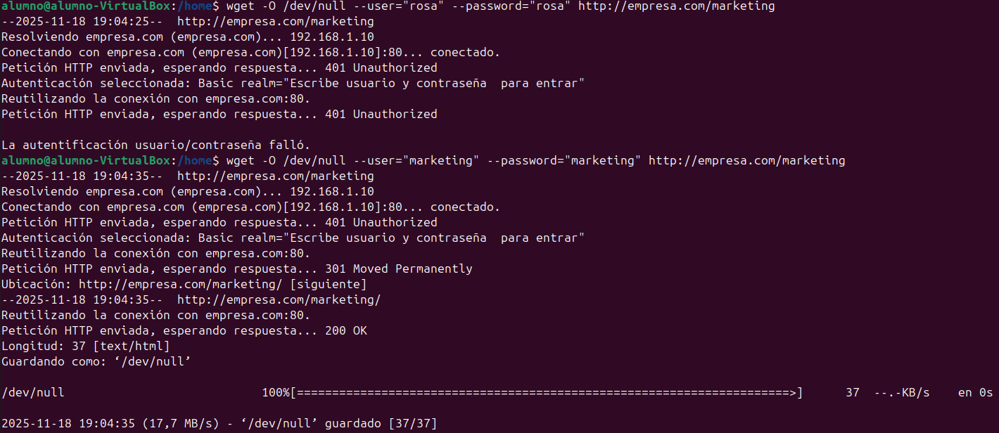 alumno@alumno-VirtualBox:/home$ wget -O /dev/null --user="rosa" --password="rosa" http://empresa.com/marketing
--2025-11-18 19:04:25--  http://empresa.com/marketing
Resolviendo empresa.com (empresa.com)... 192.168.1.10
Conectando con empresa.com (empresa.com)[192.168.1.10]:80... conectado.
Petición HTTP enviada, esperando respuesta... 401 Unauthorized
Autenticación seleccionada: Basic realm="Escribe usuario y contraseña  para entrar"
Reutilizando la conexión con empresa.com:80.
Petición HTTP enviada, esperando respuesta... 401 Unauthorized

La autentificación usuario/contraseña falló.
alumno@alumno-VirtualBox:/home$ wget -O /dev/null --user="marketing" --password="marketing" http://empresa.com/marketing
--2025-11-18 19:04:35--  http://empresa.com/marketing
Resolviendo empresa.com (empresa.com)... 192.168.1.10
Conectando con empresa.com (empresa.com)[192.168.1.10]:80... conectado.
Petición HTTP enviada, esperando respuesta... 401 Unauthorized
Autenticación seleccionada: Basic realm="Escribe usuario y contraseña  para entrar"
Reutilizando la conexión con empresa.com:80.
Petición HTTP enviada, esperando respuesta... 301 Moved Permanently
Ubicación: http://empresa.com/marketing/ [siguiente]
--2025-11-18 19:04:35--  http://empresa.com/marketing/
Reutilizando la conexión con empresa.com:80.
Petición HTTP enviada, esperando respuesta... 200 OK
Longitud: 37 [text/html]
Guardando como: ‘/dev/null’

/dev/null                            100%[======================================================================>]      37  --.-KB/s    en 0s

2025-11-18 19:04:35 (17,7 MB/s) - ‘/dev/null’ guardado [37/37]